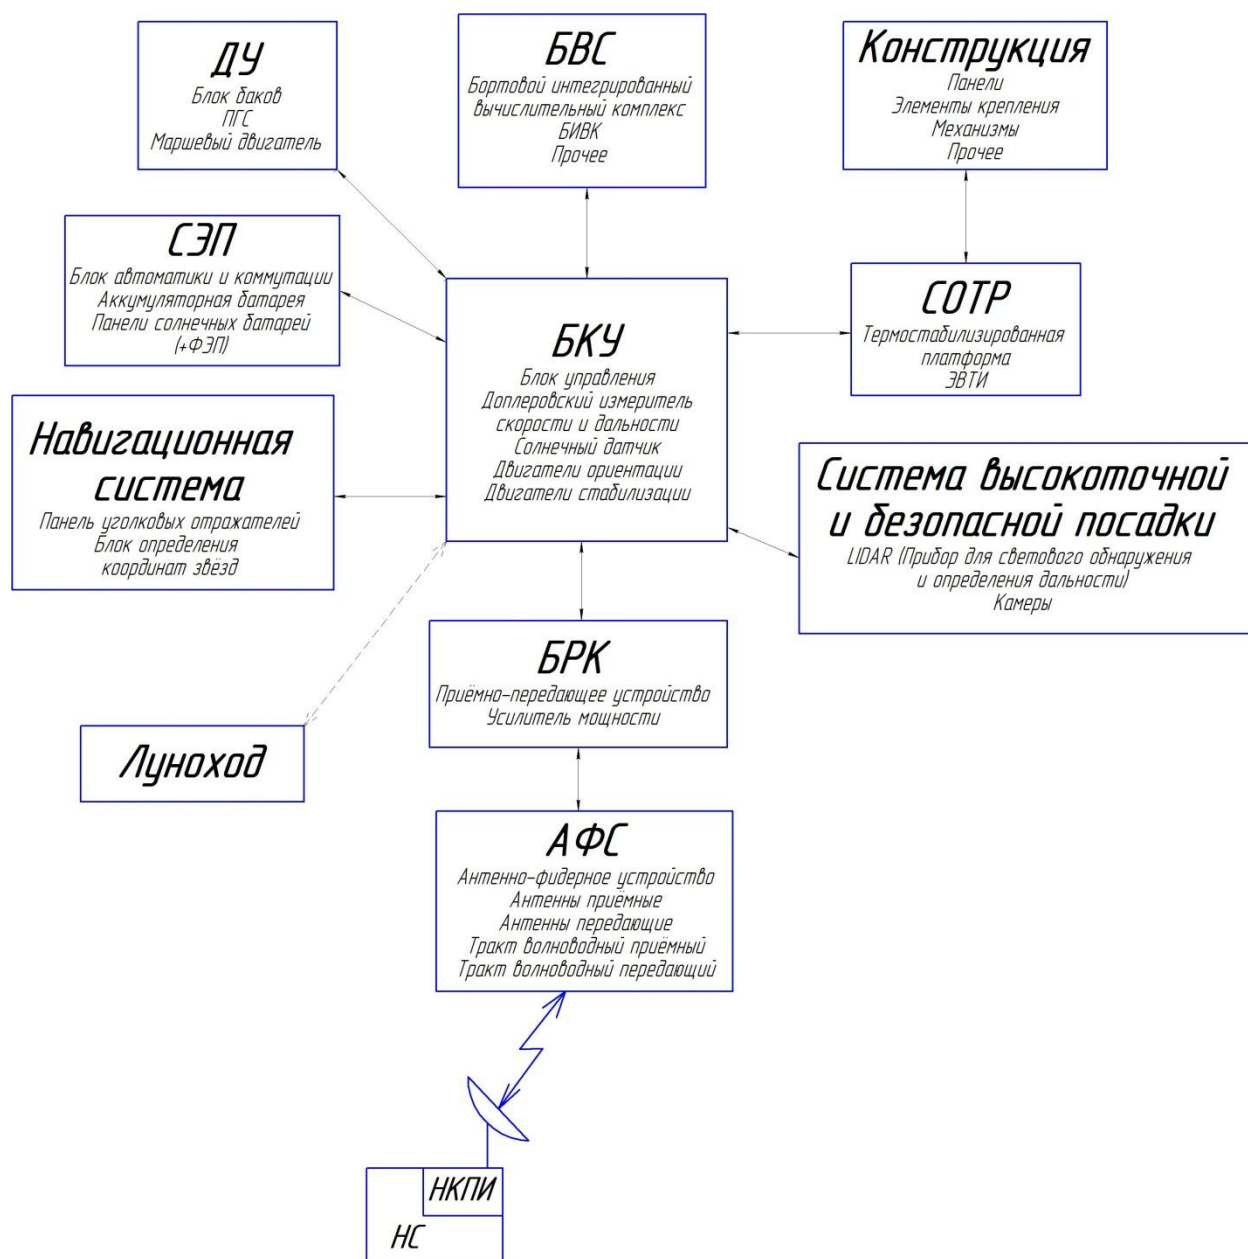 ДУ
Блок баков
ПГС
Маршевый двигатель
БВС
Бортовой интегрированный
вычислительный комплекс
БИВК
Прочее
Конструкция
Панели
Элементы крепления
Механизмы
Прочее
СЭП
Блок автоматики и коммутации
Аккумуляторная батарея
Панели солнечных батарей
(+ФЭП)
БКУ
Блок управления
Доплеровский измеритель
скорости и дальности
Солнечный датчик
Двигатели ориентации
Двигатели стабилизации
СОТР
Термостабилизированная
платформа
ЭВТИ
Навигационная
система
Панель уголковых отражателей
Блок определения
координат звёзд
Система высокоточной
и безопасной посадки
LIDAR (Прибор для светового обнаружения
и определения дальности)
Камеры
БРК
Приёмно-передающее устройство
Усилитель мощности
Луноход
АФС
Антенно-фидерное устройство
Антенны приёмные
Антенны передающие
Тракт волноводный приёмный
Тракт волноводный передающий
НКПИ
НС